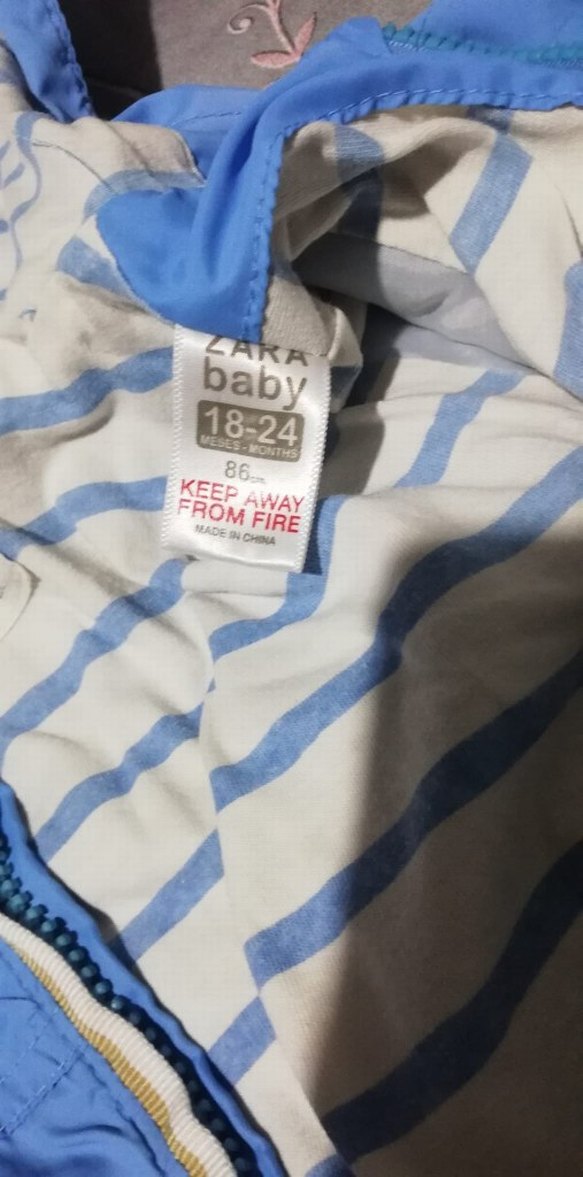 ZARA
baby
18-24
MESES - MONTHS
86cm
KEEP AWAY
FROM FIRE
MADE IN CHINA